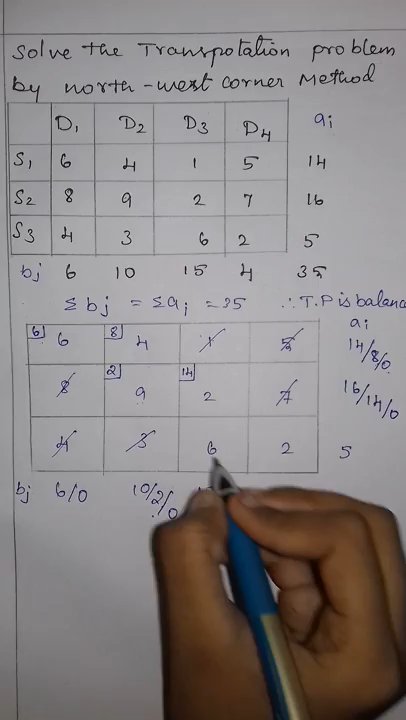 Solve the Transpotation problem
by north-west corner Method
D1 D2 D3 D4 ai
S1 6 4 1 5 14
S2 8 9 2 7 16
S3 4 3 6 2 5
bj 6 10 15 4 35
Σbj = Σai = 35 ∴ T.P is balance
ai
6 6 8 4 1 5 14/8/0
8 2 9 14 2 7 16/14/0
4 3 6 2 5
bj 6/0 10/2/0